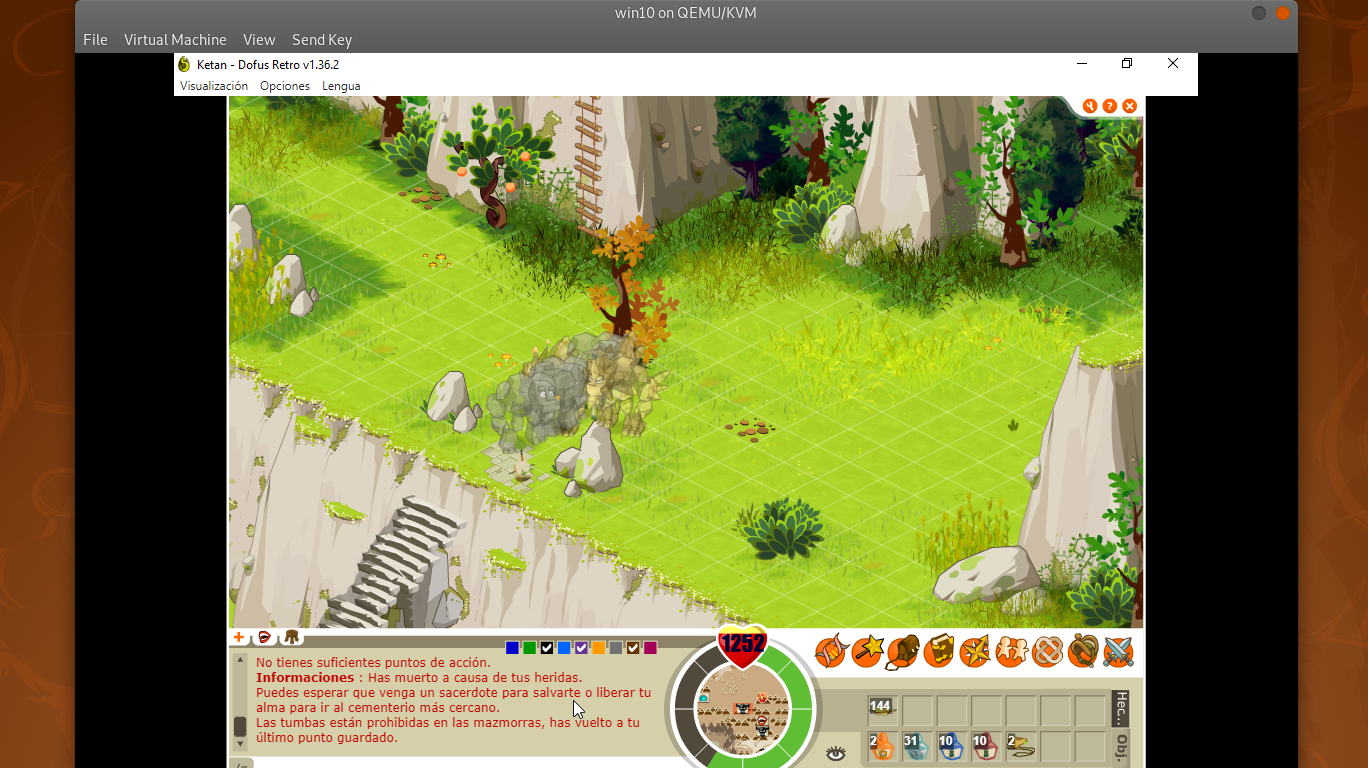 win10 on QEMU/KVM
File Virtual Machine View Send Key
Ketan - Dofus Retro v1.36.2
Visualización Opciones Lengua
?
1252
No tienes suficientes puntos de acción.
Informaciones : Has muerto a causa de tus heridas.
Puedes esperar que venga un sacerdote para salvarte o liberar tu
alma para ir al cementerio más cercano.
Las tumbas están prohibidas en las mazmorras, has vuelto a tu
último punto guardado.
144
Hec...
2 31 10 10 2
Obj.